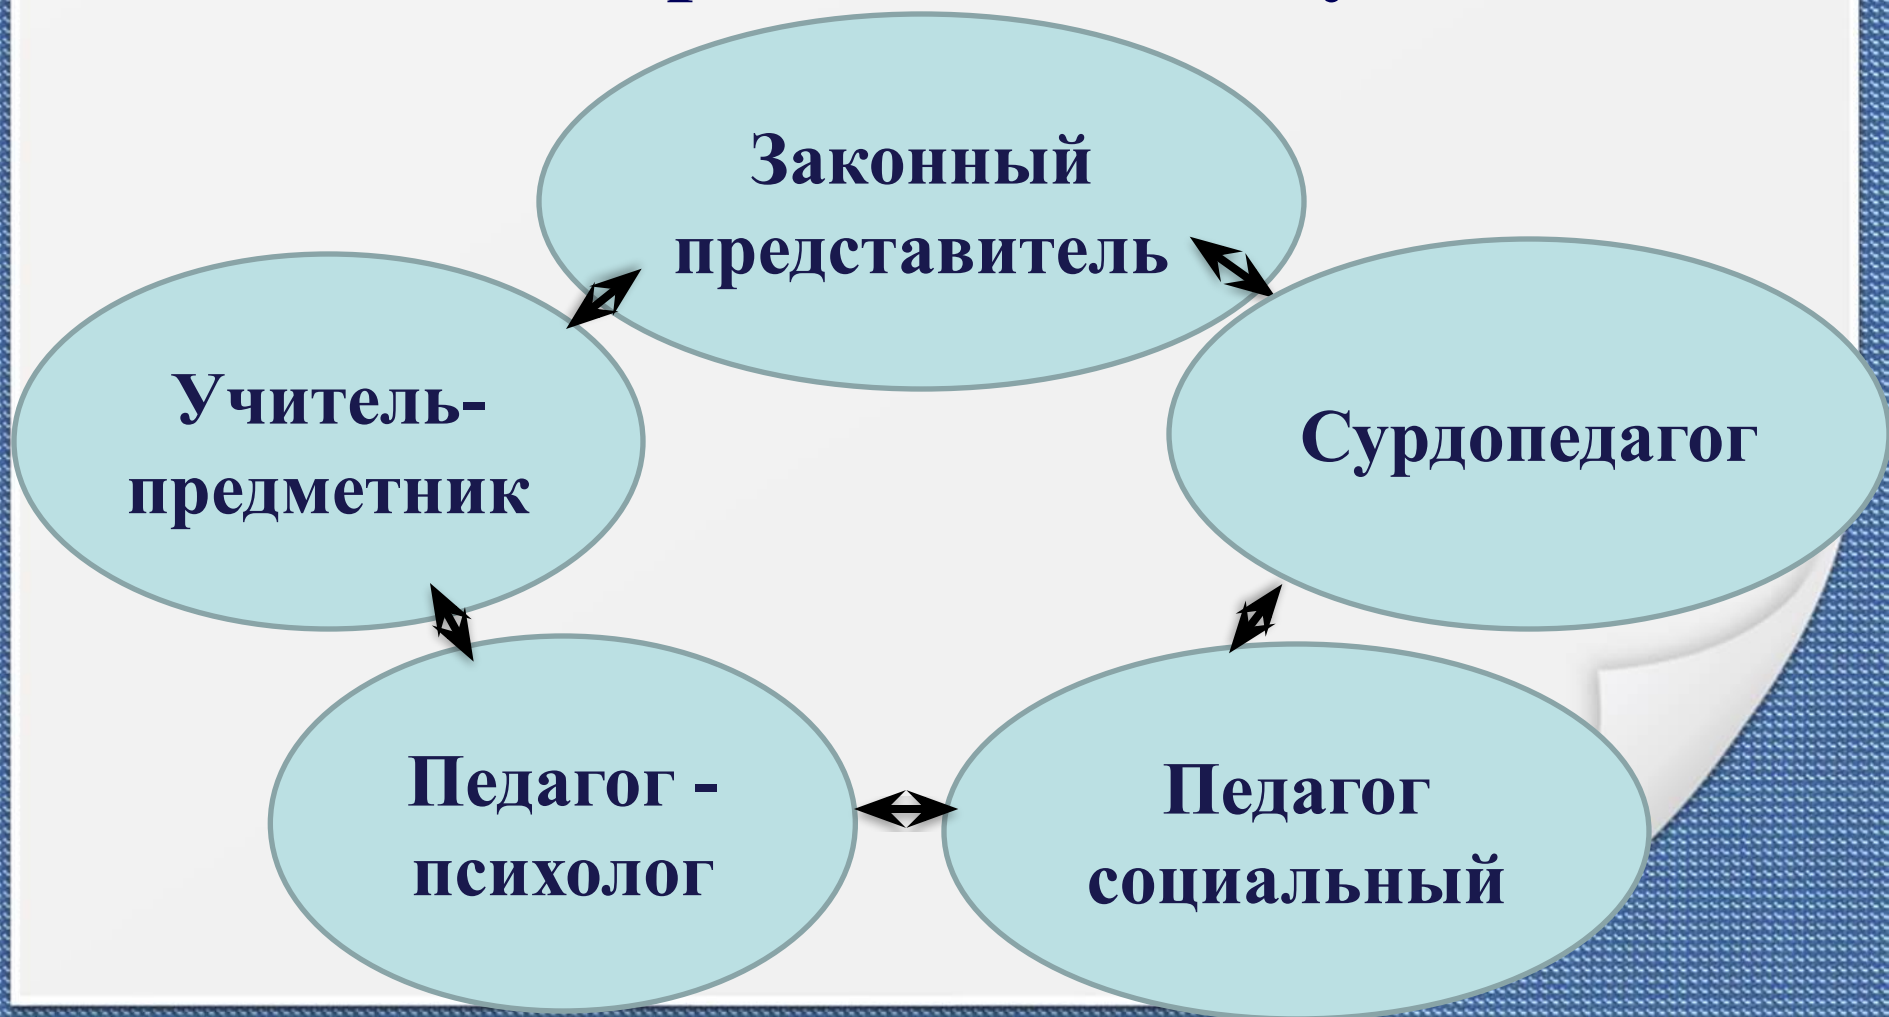 Законный
представитель
Учитель-
предметник
Сурдопедагог
Педагог -
психолог
Педагог
социальный